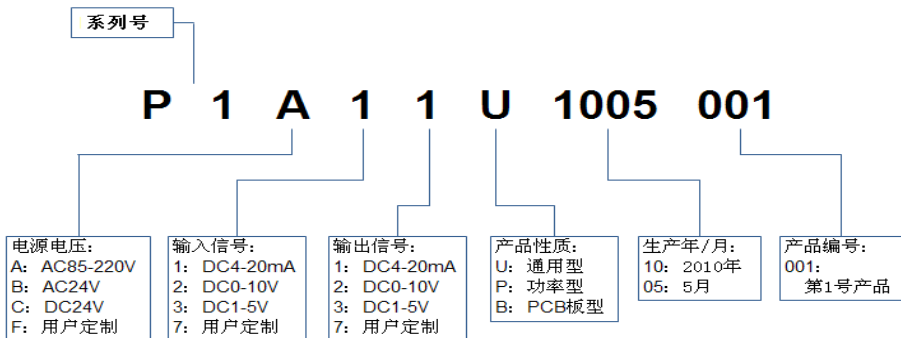 系列号
P 1 A 1 1 U 1005 001
电源电压:
A: AC85-220V
B: AC24V
C: DC24V
F: 用户定制
输入信号:
1: DC4-20mA
2: DC0-10V
3: DC1-5V
7: 用户定制
输出信号:
1: DC4-20mA
2: DC0-10V
3: DC1-5V
7: 用户定制
产品性质:
U: 通用型
P: 功率型
B: PCB板型
生产年/月:
10: 2010年
05: 5月
产品编号:
001:
第1号产品